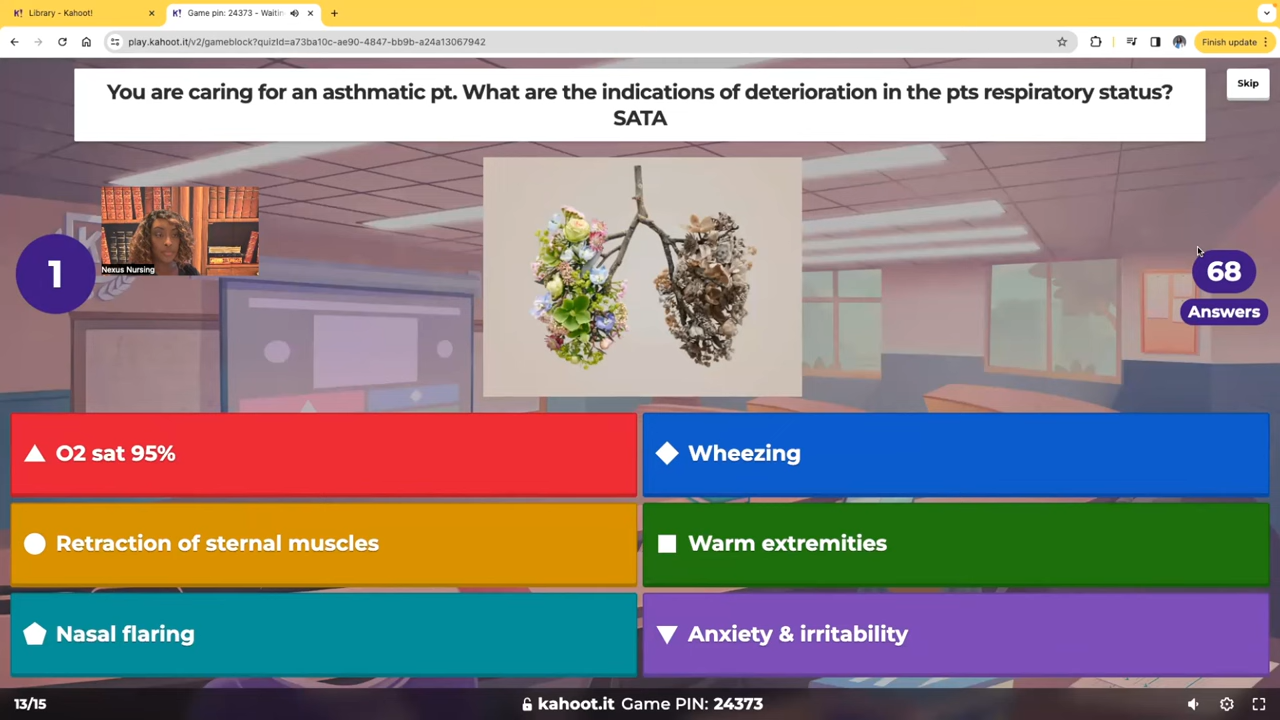 Library - Kahoot!
Game pin: 24373 - Waitin
play.kahoot.it/v2/gameblock?quizId=a73ba10c-ae90-4847-bb9b-a24a13067942
Finish update
You are caring for an asthmatic pt. What are the indications of deterioration in the pts respiratory status?
SATA
Skip
Nexus Nursing
1
68
Answers
O2 sat 95%
Wheezing
Retraction of sternal muscles
Warm extremities
Nasal flaring
Anxiety & irritability
13/15
kahoot.it Game PIN: 24373